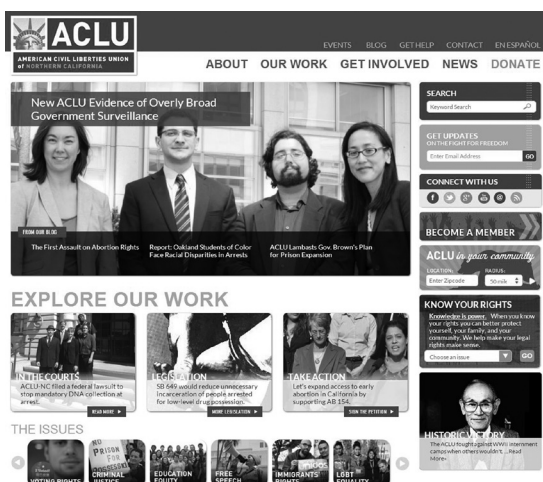 ACLU
AMERICAN CIVIL LIBERTIES UNION
of NORTHERN CALIFORNIA
EVENTS BLOG GET HELP CONTACT EN ESPAÑOL
ABOUT OUR WORK GET INVOLVED NEWS DONATE
New ACLU Evidence of Overly Broad
Government Surveillance
FROM OUR BLOG
The First Assault on Abortion Rights
Report: Oakland Students of Color
Face Racial Disparities in Arrests
ACLU Lambasts Gov. Brown's Plan
for Prison Expansion
SEARCH
Keyword Search
GET UPDATES
ON THE FIGHT FOR FREEDOM
Enter Email Address GO
CONNECT WITH US
BECOME A MEMBER
ACLU in your community
LOCATION: RADIUS:
Enter Zipcode 50 mile
KNOW YOUR RIGHTS
Knowledge is power. When you know
your rights you can better protect
yourself, your family, and your
community. We help make your legal
rights make sense.
Choose an issue GO
HISTORIC VICTORY
The ACLU fought against WWII internment
camps when others wouldn't. ...Read
More»
EXPLORE OUR WORK
IN THE COURTS
ACLU-NC filed a federal lawsuit to
stop mandatory DNA collection at
arrest.
READ MORE
LEGISLATION
SB 649 would reduce unnecessary
incarceration of people arrested
for low-level drug possession.
MORE LEGISLATION
TAKE ACTION
Let's expand access to early
abortion in California by
supporting AB 154.
SIGN THE PETITION
THE ISSUES
VOTING RIGHTS
CRIMINAL
JUSTICE
EDUCATION
EQUITY
FREE
SPEECH
IMMIGRANTS'
RIGHTS
LGBT
EQUALITY